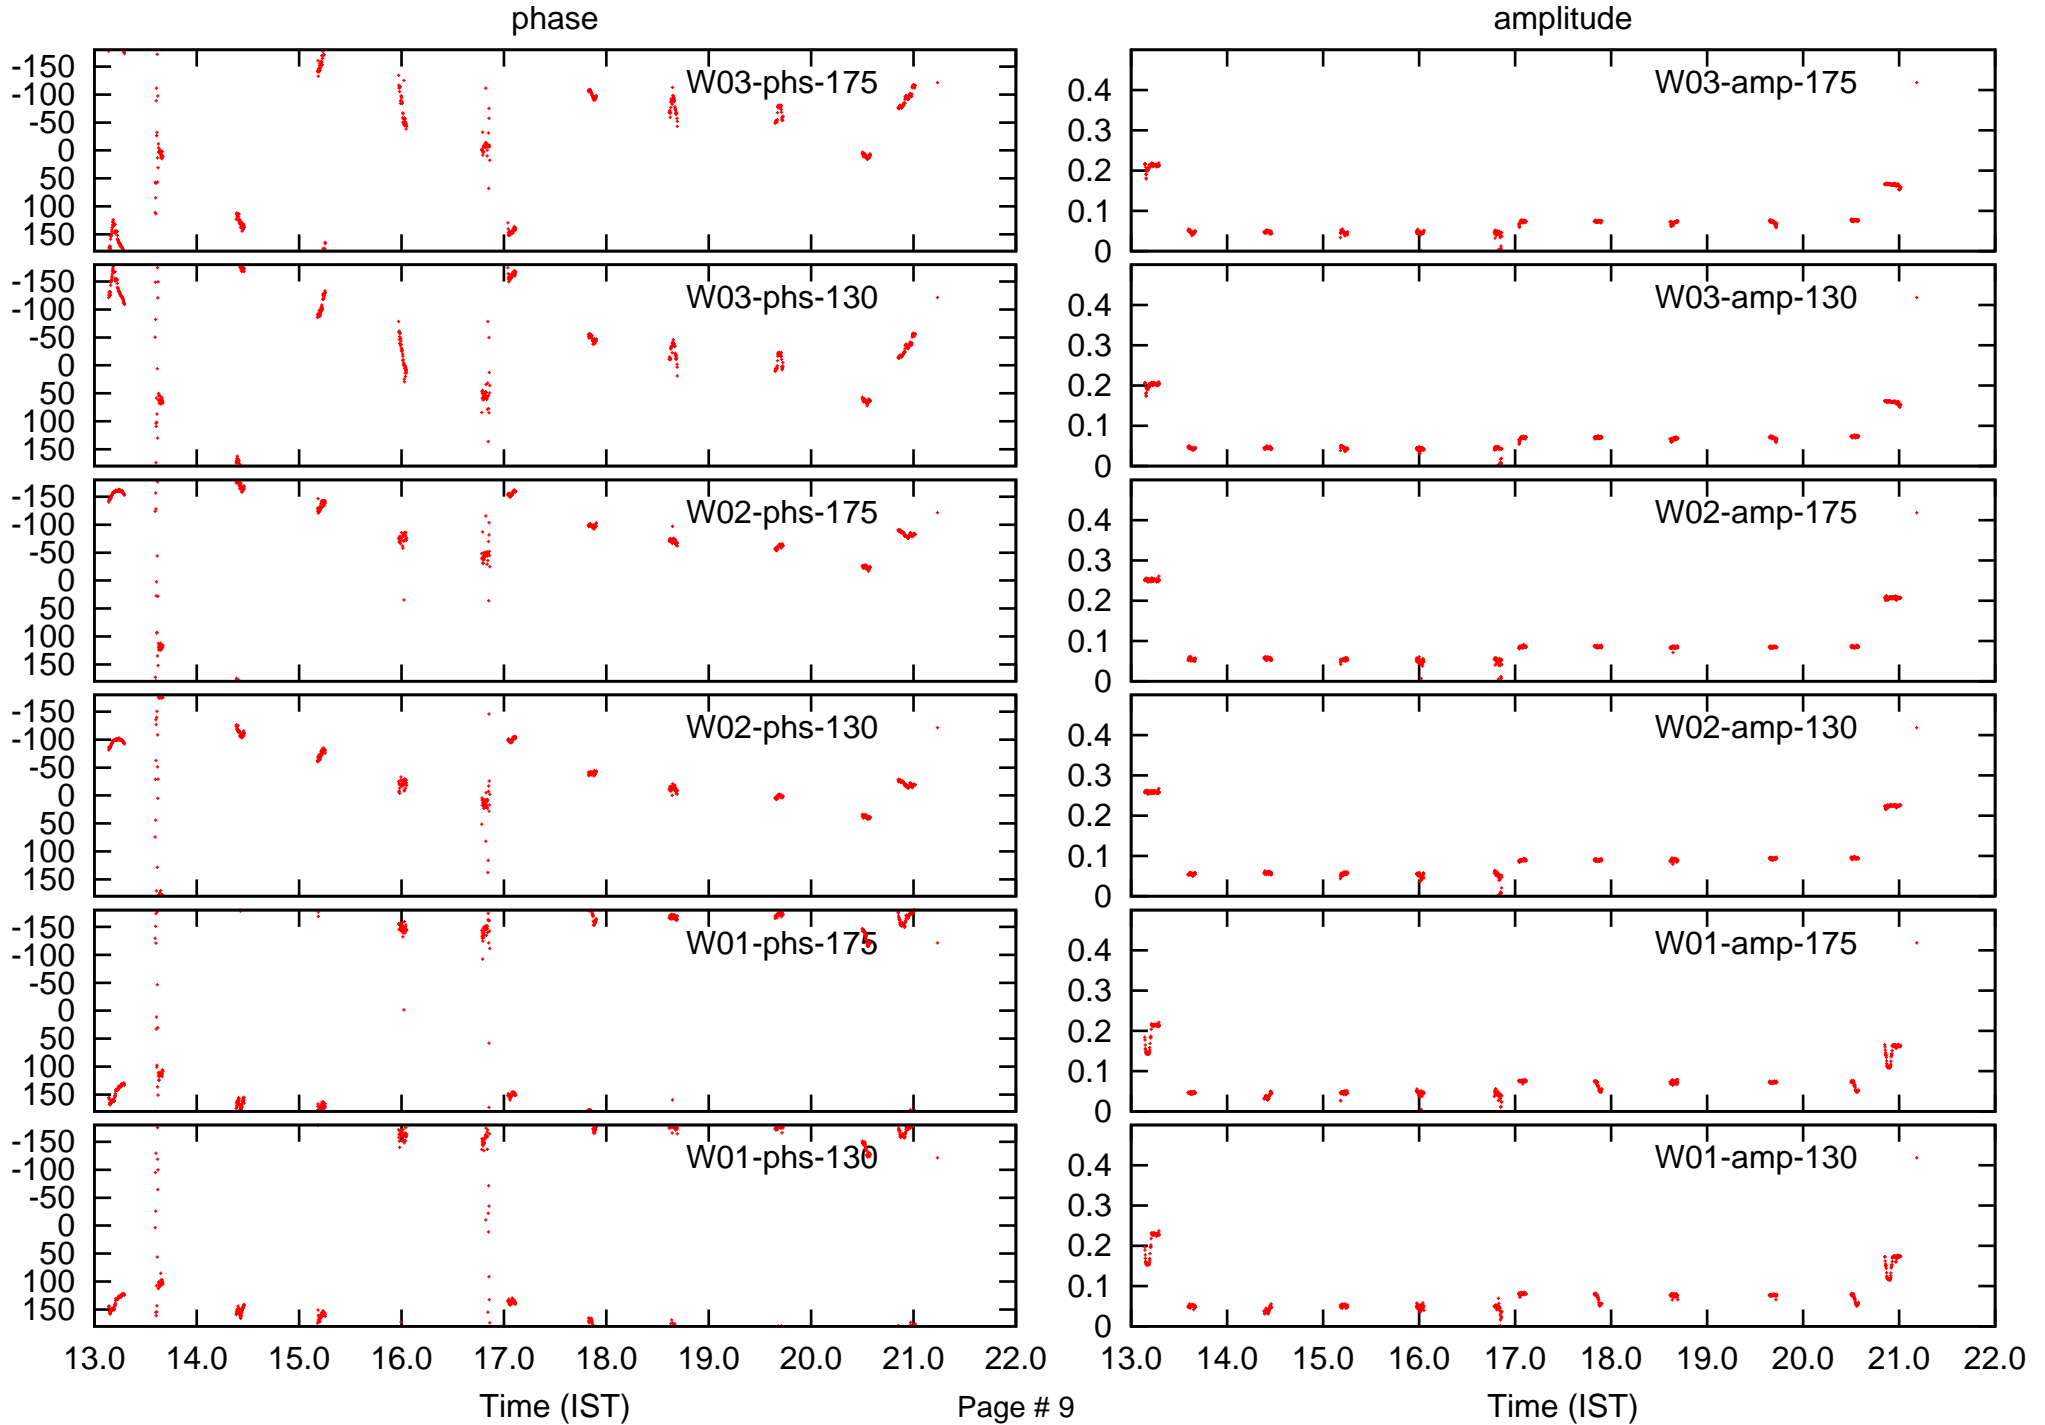 phase amplitude
-150 -100 -50 0 50 100 150 W03-phs-175 0.4 0.3 0.2 0.1 0 W03-amp-175
-150 -100 -50 0 50 100 150 W03-phs-130 0.4 0.3 0.2 0.1 0 W03-amp-130
-150 -100 -50 0 50 100 150 W02-phs-175 0.4 0.3 0.2 0.1 0 W02-amp-175
-150 -100 -50 0 50 100 150 W02-phs-130 0.4 0.3 0.2 0.1 0 W02-amp-130
-150 -100 -50 0 50 100 150 W01-phs-175 0.4 0.3 0.2 0.1 0 W01-amp-175
-150 -100 -50 0 50 100 150 W01-phs-130 0.4 0.3 0.2 0.1 0 W01-amp-130
13.0 14.0 15.0 16.0 17.0 18.0 19.0 20.0 21.0 22.0 13.0 14.0 15.0 16.0 17.0 18.0 19.0 20.0 21.0 22.0
Time (IST) Page # 9 Time (IST)